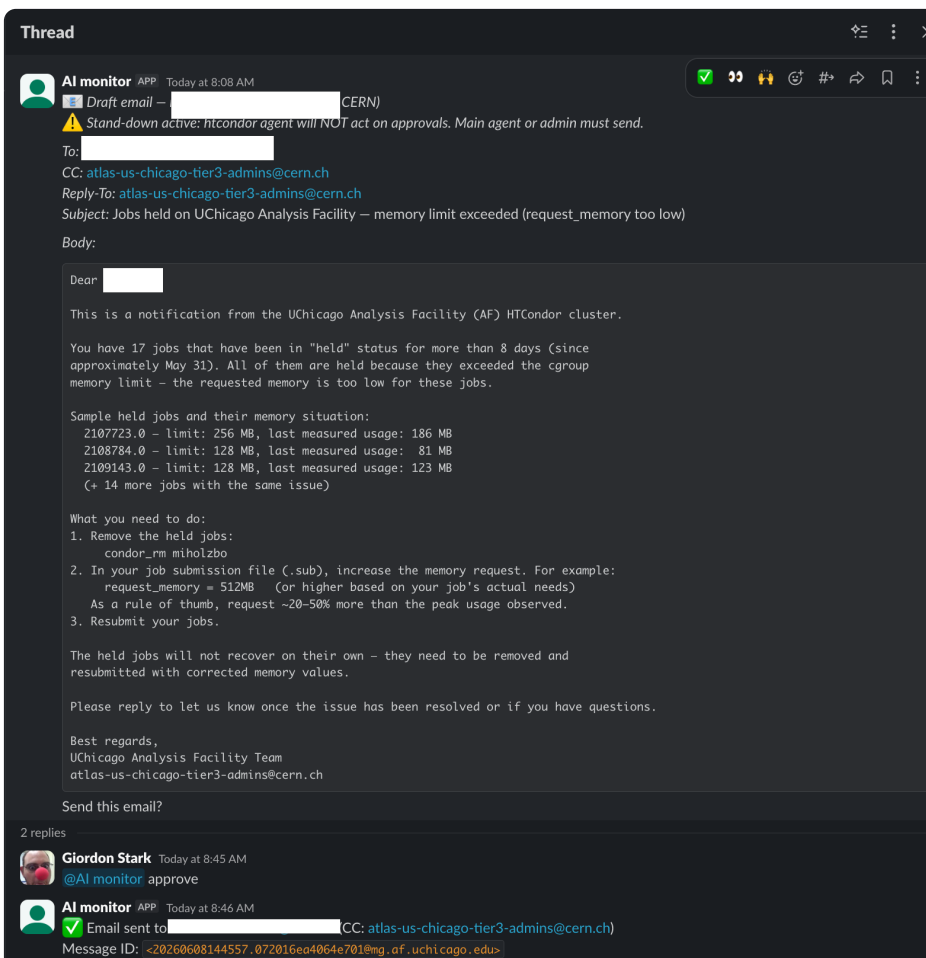 Thread
AI monitor APP Today at 8:08 AM
Draft email — CERN)
Stand-down active: htcondor agent will NOT act on approvals. Main agent or admin must send.
To:
CC: atlas-us-chicago-tier3-admins@cern.ch
Reply-To: atlas-us-chicago-tier3-admins@cern.ch
Subject: Jobs held on UChicago Analysis Facility — memory limit exceeded (request_memory too low)
Body:
Dear
This is a notification from the UChicago Analysis Facility (AF) HTCondor cluster.
You have 17 jobs that have been in "held" status for more than 8 days (since
approximately May 31). All of them are held because they exceeded the cgroup
memory limit – the requested memory is too low for these jobs.
Sample held jobs and their memory situation:
2107723.0 – limit: 256 MB, last measured usage: 186 MB
2108784.0 – limit: 128 MB, last measured usage:  81 MB
2109143.0 – limit: 128 MB, last measured usage: 123 MB
(+ 14 more jobs with the same issue)
What you need to do:
1. Remove the held jobs:
condor_rm miholzbo
2. In your job submission file (.sub), increase the memory request. For example:
request_memory = 512MB   (or higher based on your job's actual needs)
As a rule of thumb, request ~20–50% more than the peak usage observed.
3. Resubmit your jobs.
The held jobs will not recover on their own – they need to be removed and
resubmitted with corrected memory values.
Please reply to let us know once the issue has been resolved or if you have questions.
Best regards,
UChicago Analysis Facility Team
atlas-us-chicago-tier3-admins@cern.ch
Send this email?
2 replies
Giordon Stark Today at 8:45 AM
@AI monitor approve
AI monitor APP Today at 8:46 AM
Email sent to (CC: atlas-us-chicago-tier3-admins@cern.ch)
Message ID: <20260608144557.072016ea4064e701@mg.af.uchicago.edu>